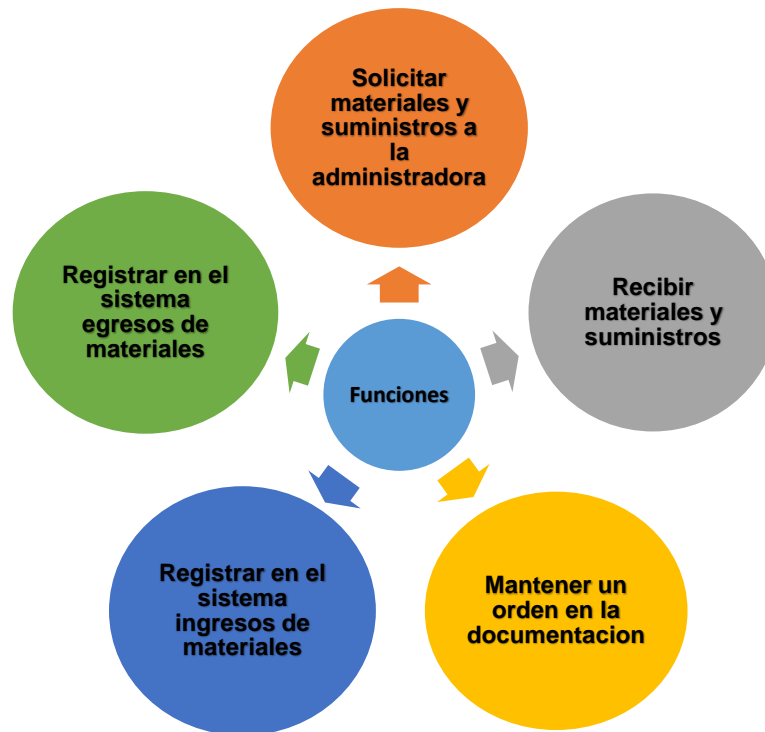 Solicitar
materiales y
suministros a
la
administradora
Registrar en el
sistema
egresos de
materiales
Recibir
materiales y
suministros
Funciones
Registrar en el
sistema
ingresos de
materiales
Mantener un
orden en la
documentacion